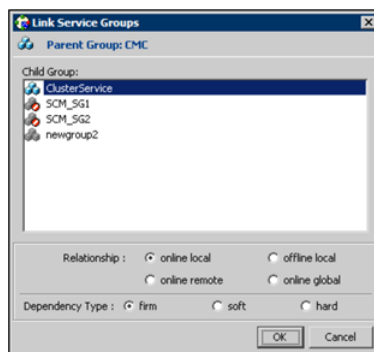 Link Service Groups
Parent Group: CMC
Child Group:
ClusterService
SCM_SG1
SCM_SG2
newgroup2
Relationship : online local offline local
online remote online global
Dependency Type : firm soft hard
OK Cancel